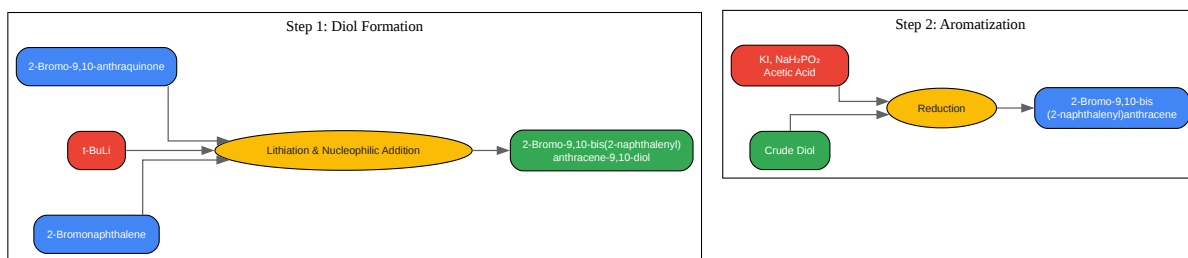 Step 1: Diol Formation
2-Bromo-9,10-anthraquinone
t-BuLi
2-Bromonaphthalene
Lithiation & Nucleophilic Addition
2-Bromo-9,10-bis(2-naphthalenyl)
anthracene-9,10-diol
Step 2: Aromatization
KI, NaH₂PO₂
Acetic Acid
Crude Diol
Reduction
2-Bromo-9,10-bis
(2-naphthalenyl)anthracene